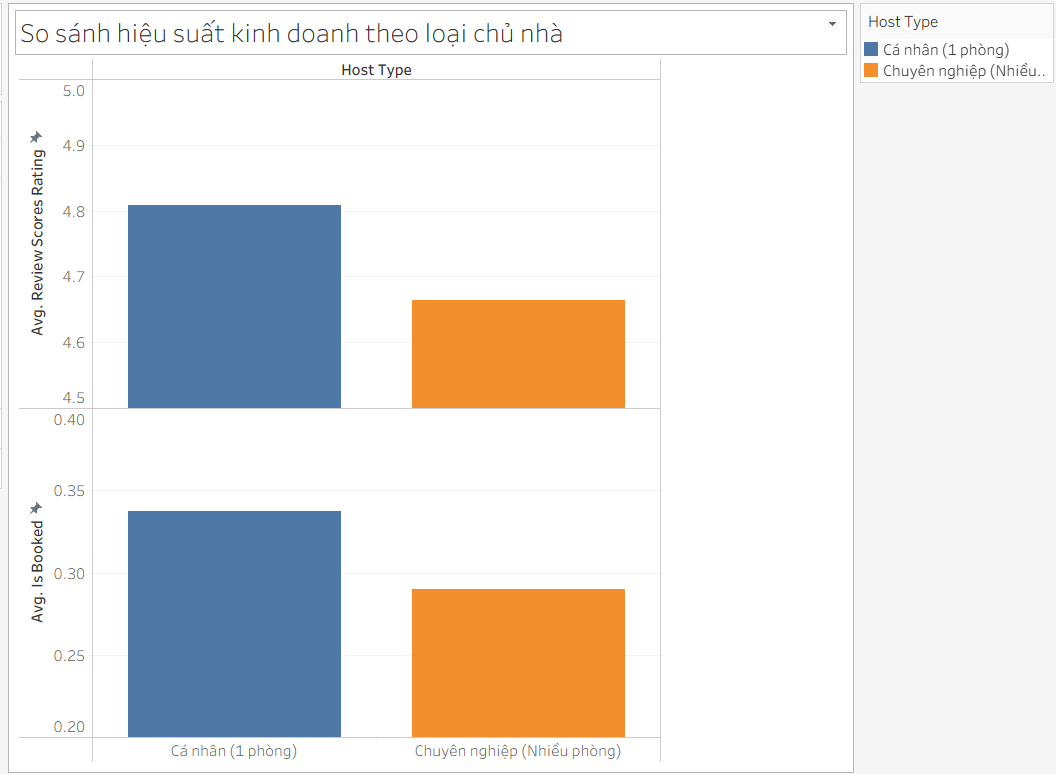 So sánh hiệu suất kinh doanh theo loại chủ nhà
Host Type
Cá nhân (1 phòng)
Chuyên nghiệp (Nhiều..
Host Type
Avg. Review Scores Rating
5.0
4.9
4.8
4.7
4.6
4.5
Avg. Is Booked
0.40
0.35
0.30
0.25
0.20
Cá nhân (1 phòng)
Chuyên nghiệp (Nhiều phòng)